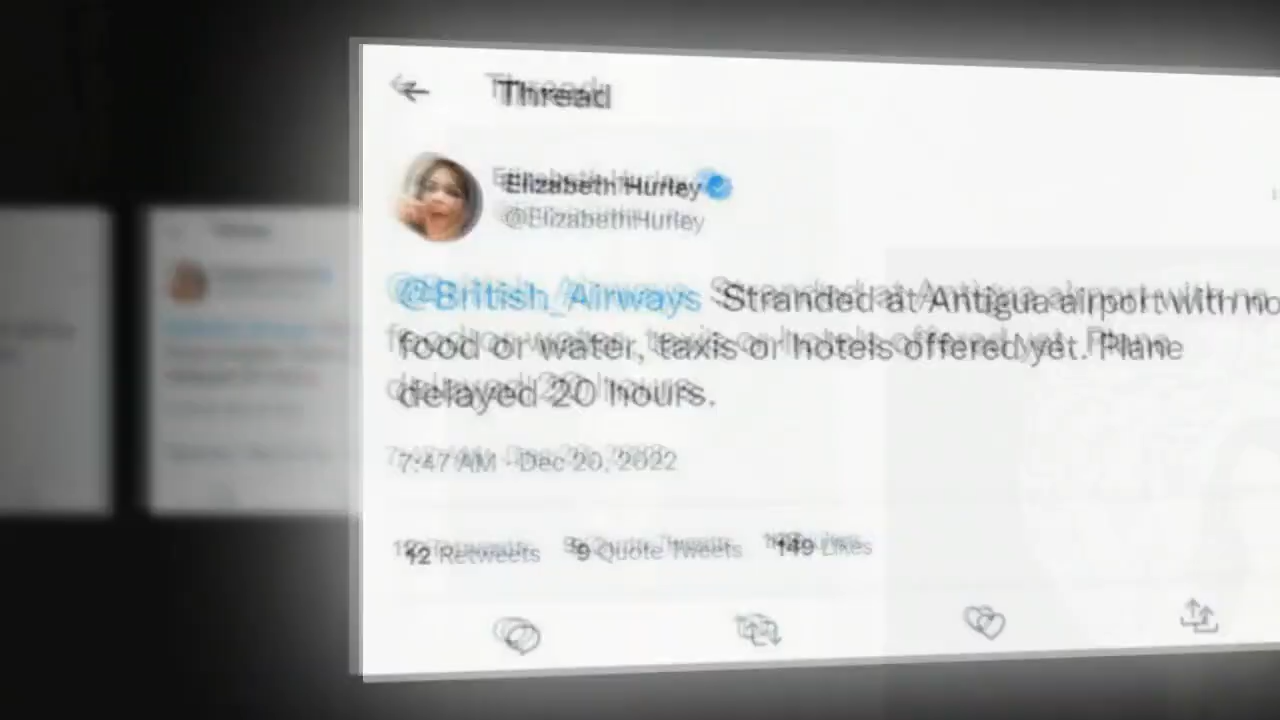 Thread
Elizabeth Hurley
@ElizabethHurley
@British_Airways Stranded at Antigua airport with no
food or water, taxis or hotels offered yet. Plane
delayed 20 hours.
7:47 AM · Dec 20, 2022
12 Retweets 9 Quote Tweets 149 Likes